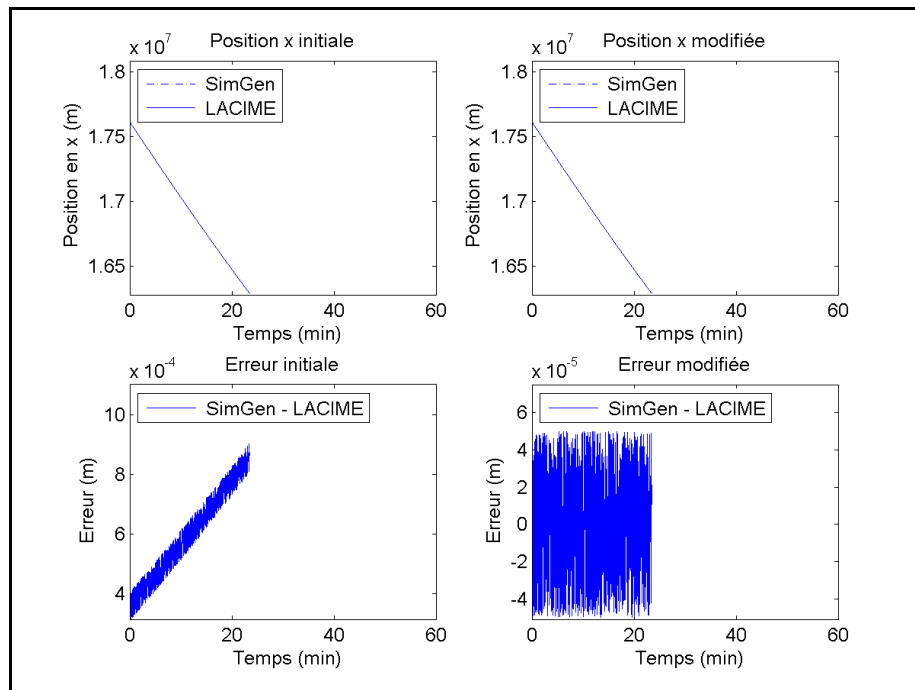 Position x initiale
x 10^7
1.8
1.75
1.7
1.65
Position en x (m)
SimGen
LACIME
0 20 40 60
Temps (min)
Position x modifiée
x 10^7
1.8
1.75
1.7
1.65
Position en x (m)
SimGen
LACIME
0 20 40 60
Temps (min)
Erreur initiale
x 10^-4
10
8
6
4
Erreur (m)
SimGen - LACIME
0 20 40 60
Temps (min)
Erreur modifiée
x 10^-5
6
4
2
0
-2
-4
Erreur (m)
SimGen - LACIME
0 20 40 60
Temps (min)